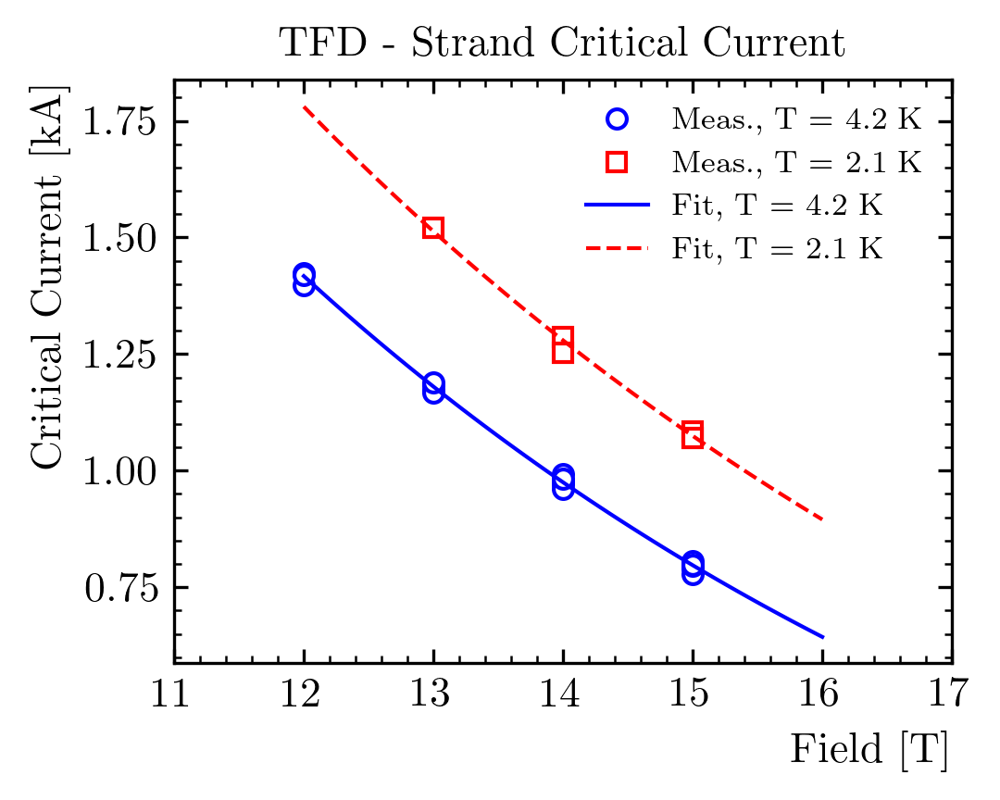 TFD - Strand Critical Current
Critical Current [kA]
1.75
1.50
1.25
1.00
0.75
Meas., T = 4.2 K
Meas., T = 2.1 K
Fit, T = 4.2 K
Fit, T = 2.1 K
11 12 13 14 15 16 17
Field [T]